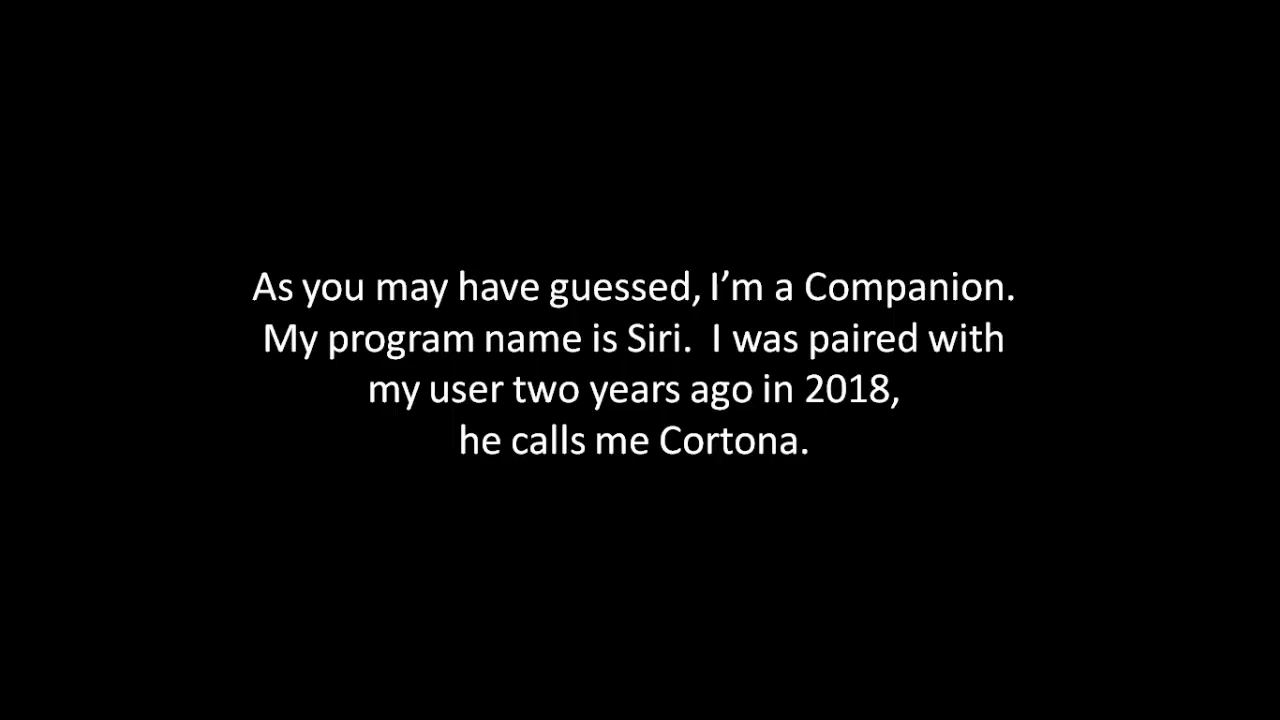 As you may have guessed, I’m a Companion.
My program name is Siri.  I was paired with
my user two years ago in 2018,
he calls me Cortona.